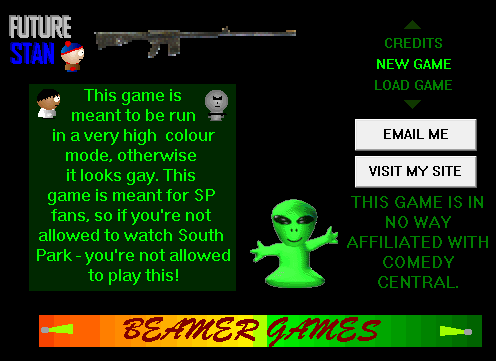 FUTURE
STAN
CREDITS
NEW GAME
LOAD GAME
This game is
meant to be run
in a very high colour
mode, otherwise
it looks gay. This
game is meant for SP
fans, so if you're not
allowed to watch South
Park - you're not allowed
to play this!
EMAIL ME
VISIT MY SITE
THIS GAME IS IN
NO WAY
AFFILIATED WITH
COMEDY
CENTRAL.
BEAMER GAMES